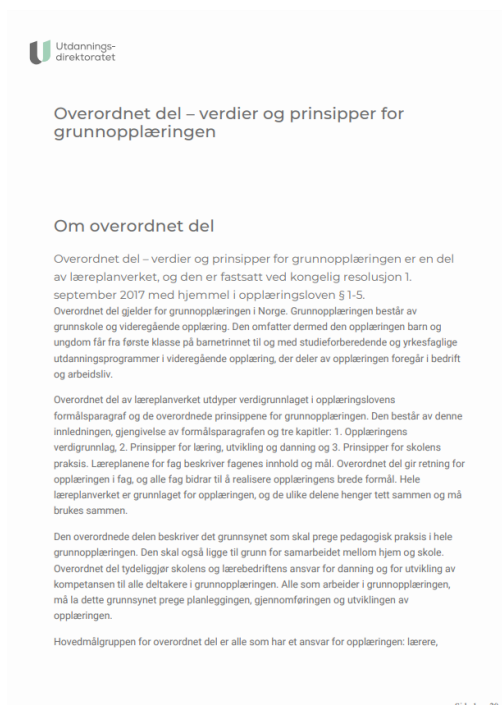 Utdannings-
direktoratet
Overordnet del – verdier og prinsipper for
grunnopplæringen
Om overordnet del
Overordnet del – verdier og prinsipper for grunnopplæringen er en del
av læreplanverket, og den er fastsatt ved kongelig resolusjon 1.
september 2017 med hjemmel i opplæringsloven § 1-5.
Overordnet del gjelder for grunnopplæringen i Norge. Grunnopplæringen består av
grunnskole og videregående opplæring. Den omfatter dermed den opplæringen barn og
ungdom får fra første klasse på barnetrinnet til og med studieforberedende og yrkesfaglige
utdanningsprogrammer i videregående opplæring, der deler av opplæringen foregår i bedrift
og arbeidsliv.
Overordnet del av læreplanverket utdyper verdigrunnlaget i opplæringslovens
formålsparagraf og de overordnede prinsippene for grunnopplæringen. Den består av denne
innledningen, gjengivelse av formålsparagrafen og tre kapitler: 1. Opplæringens
verdigrunnlag, 2. Prinsipper for læring, utvikling og danning og 3. Prinsipper for skolens
praksis. Læreplanene for fag beskriver fagenes innhold og mål. Overordnet del gir retning for
opplæringen i fag, og alle fag bidrar til å realisere opplæringens brede formål. Hele
læreplanverket er grunnlaget for opplæringen, og de ulike delene henger tett sammen og må
brukes sammen.
Den overordnede delen beskriver det grunnsynet som skal prege pedagogisk praksis i hele
grunnopplæringen. Den skal også ligge til grunn for samarbeidet mellom hjem og skole.
Overordnet del tydeliggjør skolens og lærebedriftens ansvar for danning og for utvikling av
kompetansen til alle deltakere i grunnopplæringen. Alle som arbeider i grunnopplæringen,
må la dette grunnsynet prege planleggingen, gjennomføringen og utviklingen av
opplæringen.
Hovedmålgruppen for overordnet del er alle som har et ansvar for opplæringen: lærere,